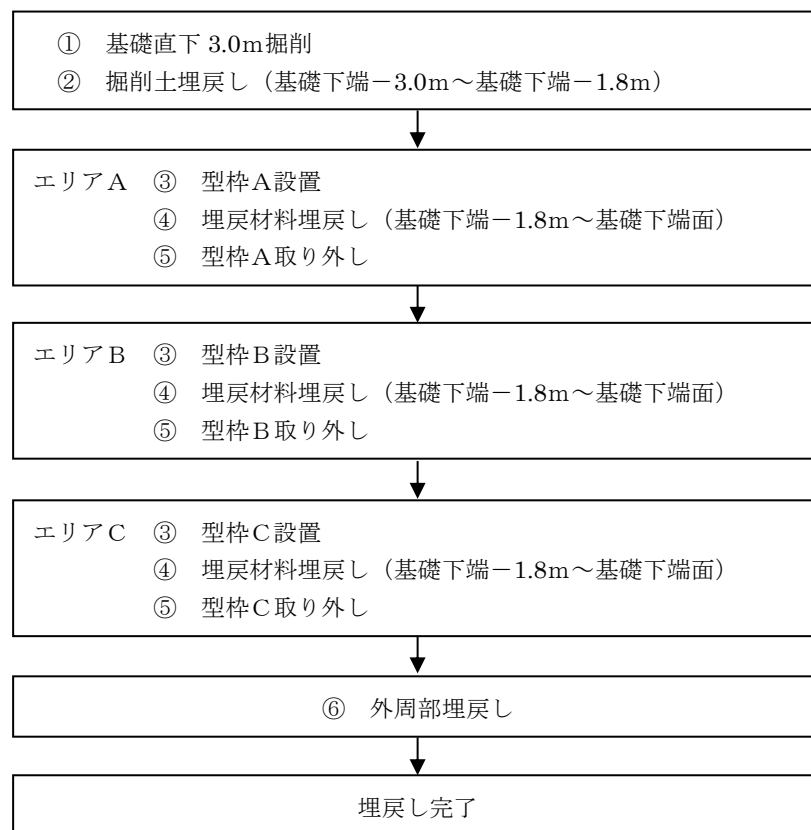 ① 基礎直下 3.0m掘削
② 掘削土埋戻し（基礎下端－3.0m～基礎下端－1.8m）
エリアA ③ 型枠A設置
④ 埋戻材料埋戻し（基礎下端－1.8m～基礎下端面）
⑤ 型枠A取り外し
エリアB ③ 型枠B設置
④ 埋戻材料埋戻し（基礎下端－1.8m～基礎下端面）
⑤ 型枠B取り外し
エリアC ③ 型枠C設置
④ 埋戻材料埋戻し（基礎下端－1.8m～基礎下端面）
⑤ 型枠C取り外し
⑥ 外周部埋戻し
埋戻し完了